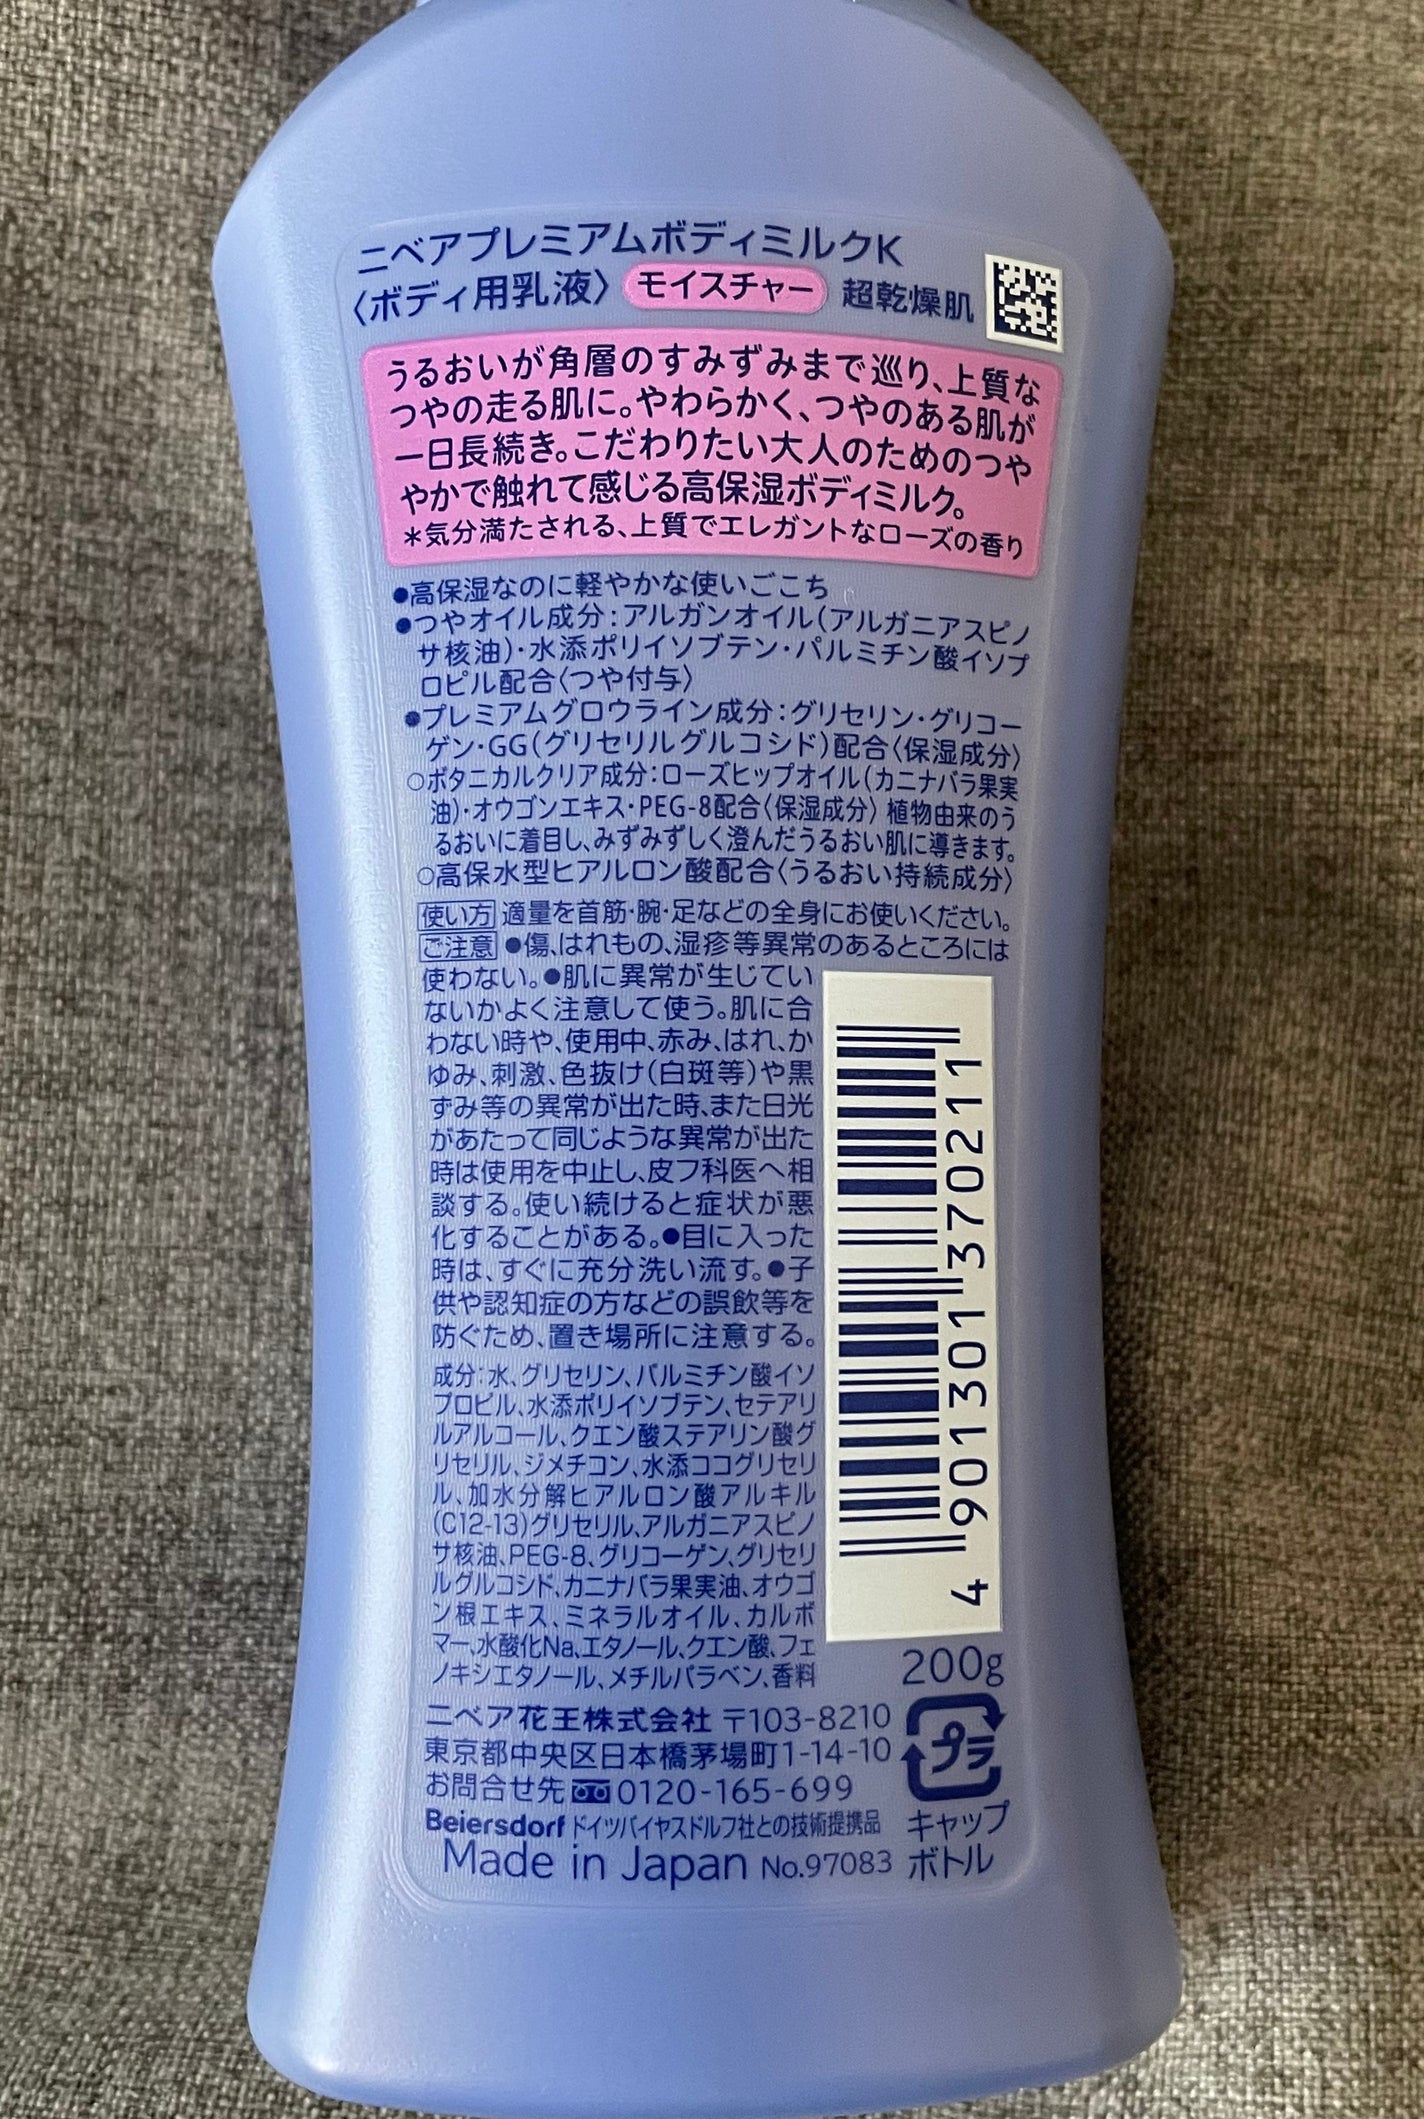 ニベアプレミアムボディミルクK
〈ボディ用乳液〉 モイスチャー 超乾燥肌
うるおいが角層のすみずみまで巡り、上質な
つやの走る肌に。やわらかく、つやのある肌が
一日長続き。こだわりたい大人のためのつや
やかで触れて感じる高保湿ボディミルク。
*気分満たされる、上質でエレガントなローズの香り
●高保湿なのに軽やかな使いごこち
●つやオイル成分：アルガンオイル(アルガニアスピノ
サ核油)・水添ポリイソブテン・パルミチン酸イソプ
ロピル配合〈つや付与〉
●プレミアムグロウライン成分：グリセリン・グリコー
ゲン・GG(グリセリルグルコシド)配合〈保湿成分〉
○ボタニカルクリア成分：ローズヒップオイル(カニナバラ果実
油)・オウゴンエキス・PEG-8配合〈保湿成分〉 植物由来のう
るおいに着目し、みずみずしく澄んだうるおい肌に導きます。
○高保水型ヒアルロン酸配合〈うるおい持続成分〉
使い方 適量を首筋・腕・足などの全身にお使いください。
ご注意 ●傷、はれもの、湿疹等異常のあるところには
使わない。●肌に異常が生じてい
ないかよく注意して使う。肌に合
わない時や、使用中、赤み、はれ、か
ゆみ、刺激、色抜け(白斑等)や黒
ずみ等の異常が出た時、また日光
があたって同じような異常が出た
時は使用を中止し、皮フ科医へ相
談する。使い続けると症状が悪
化することがある。●目に入った
時は、すぐに充分洗い流す。●子
供や認知症の方などの誤飲等を
防ぐため、置き場所に注意する。
成分：水、グリセリン、パルミチン酸イソ
プロピル、水添ポリイソブテン、セテアリ
ルアルコール、クエン酸ステアリン酸グ
リセリル、ジメチコン、水添ココグリセリ
ル、加水分解ヒアルロン酸アルキル
(C12-13)グリセリル、アルガニアスピノ
サ核油、PEG-8、グリコーゲン、グリセリ
ルグルコシド、カニナバラ果実油、オウゴ
ン根エキス、ミネラルオイル、カルボ
マー、水酸化Na、エタノール、クエン酸、フェ
ノキシエタノール、メチルパラベン、香料
4 901301 370211
200g
ニベア花王株式会社 〒103-8210
東京都中央区日本橋茅場町1-14-10
お問合せ先 0120-165-699
Beiersdorf ドイツバイヤスドルフ社との技術提携品
Made in Japan No.97083
プラ
キャップ
ボトル